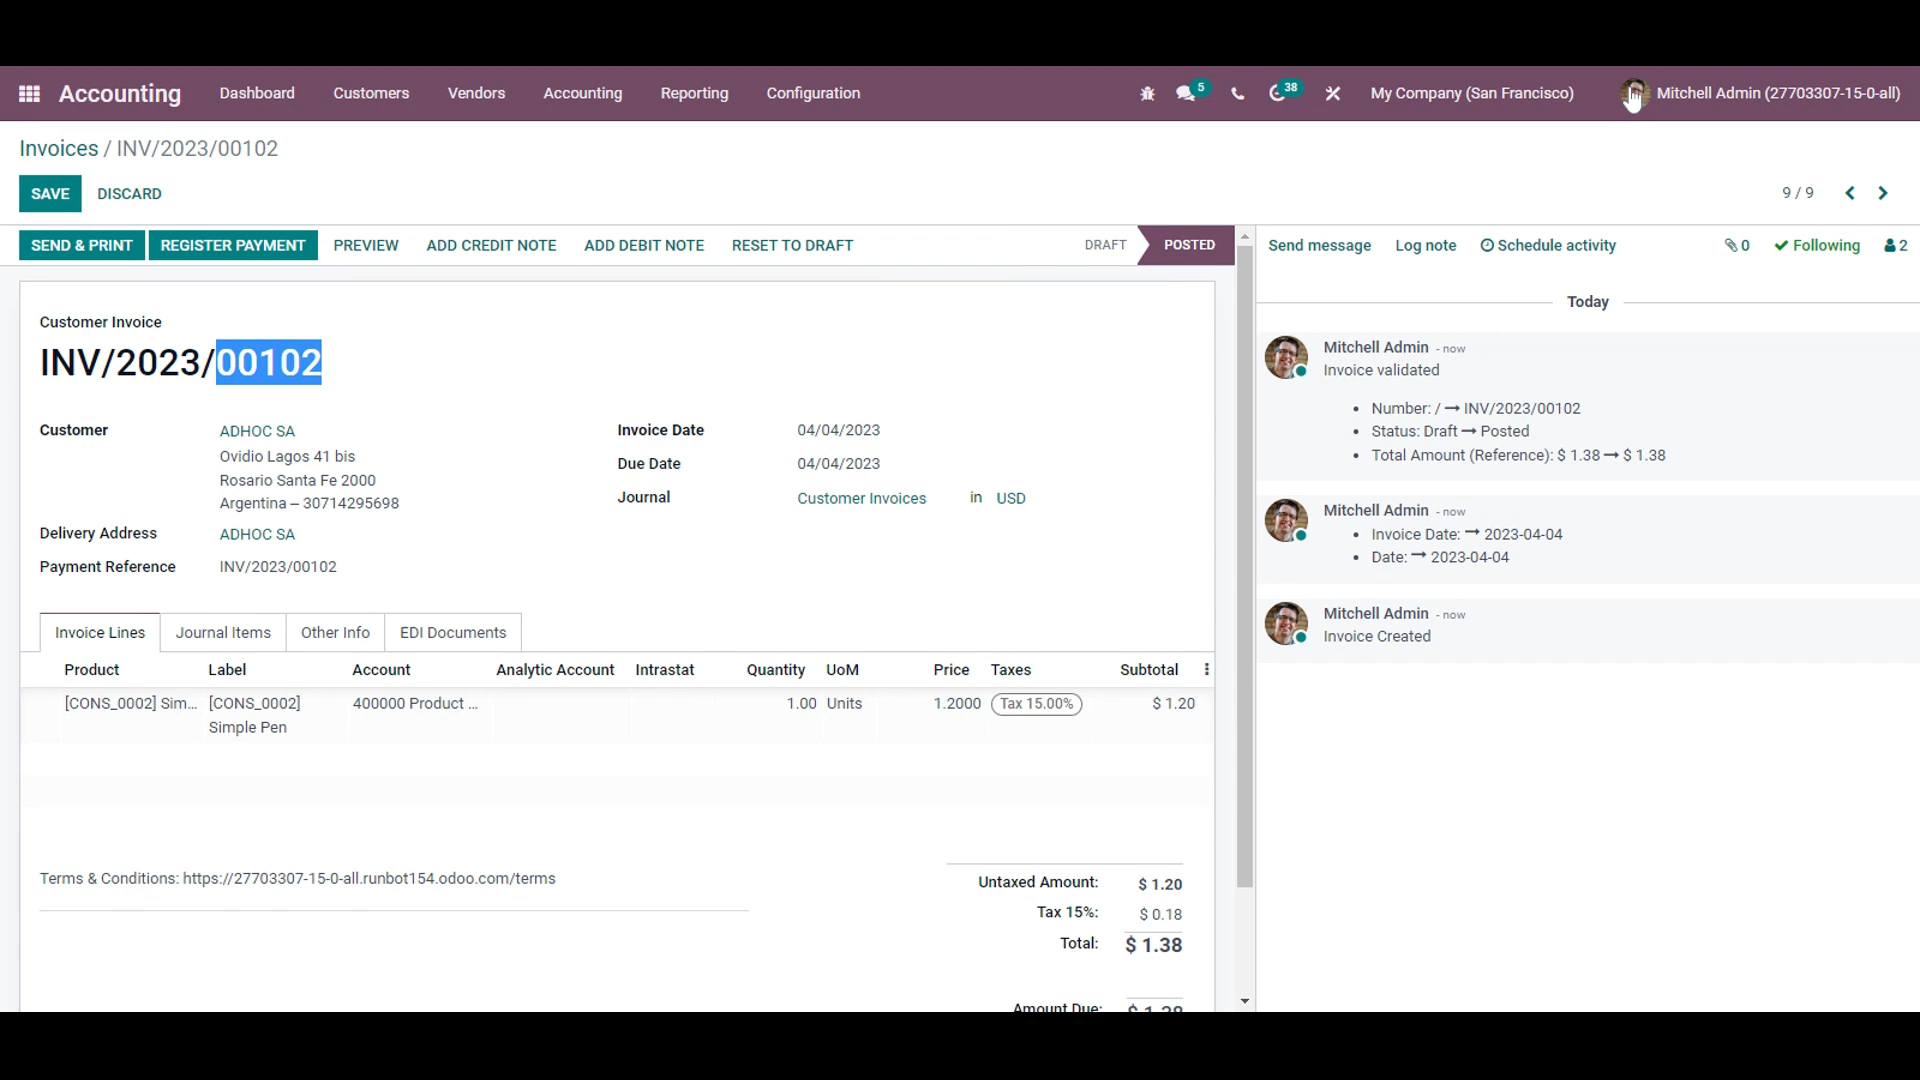 Accounting Dashboard Customers Vendors Accounting Reporting Configuration 5 38 My Company (San Francisco) Mitchell Admin (27703307-15-0-all)
Invoices / INV/2023/00102
SAVE DISCARD 9 / 9
SEND & PRINT REGISTER PAYMENT PREVIEW ADD CREDIT NOTE ADD DEBIT NOTE RESET TO DRAFT DRAFT POSTED
Customer Invoice
INV/2023/00102
Customer ADHOC SA
Ovidio Lagos 41 bis
Rosario Santa Fe 2000
Argentina – 30714295698
Delivery Address ADHOC SA
Payment Reference INV/2023/00102
Invoice Date 04/04/2023
Due Date 04/04/2023
Journal Customer Invoices in USD
Invoice Lines Journal Items Other Info EDI Documents
Product Label Account Analytic Account Intrastat Quantity UoM Price Taxes Subtotal
[CONS_0002] Sim... [CONS_0002] 400000 Product ... 1.00 Units 1.2000 Tax 15.00% $ 1.20
Simple Pen
Terms & Conditions: https://27703307-15-0-all.runbot154.odoo.com/terms
Untaxed Amount: $ 1.20
Tax 15%: $ 0.18
Total: $ 1.38
Amount Due: $ 1.38
Send message Log note Schedule activity 0 Following 2
Today
Mitchell Admin - now
Invoice validated
• Number: / → INV/2023/00102
• Status: Draft → Posted
• Total Amount (Reference): $ 1.38 → $ 1.38
Mitchell Admin - now
• Invoice Date: → 2023-04-04
• Date: → 2023-04-04
Mitchell Admin - now
Invoice Created